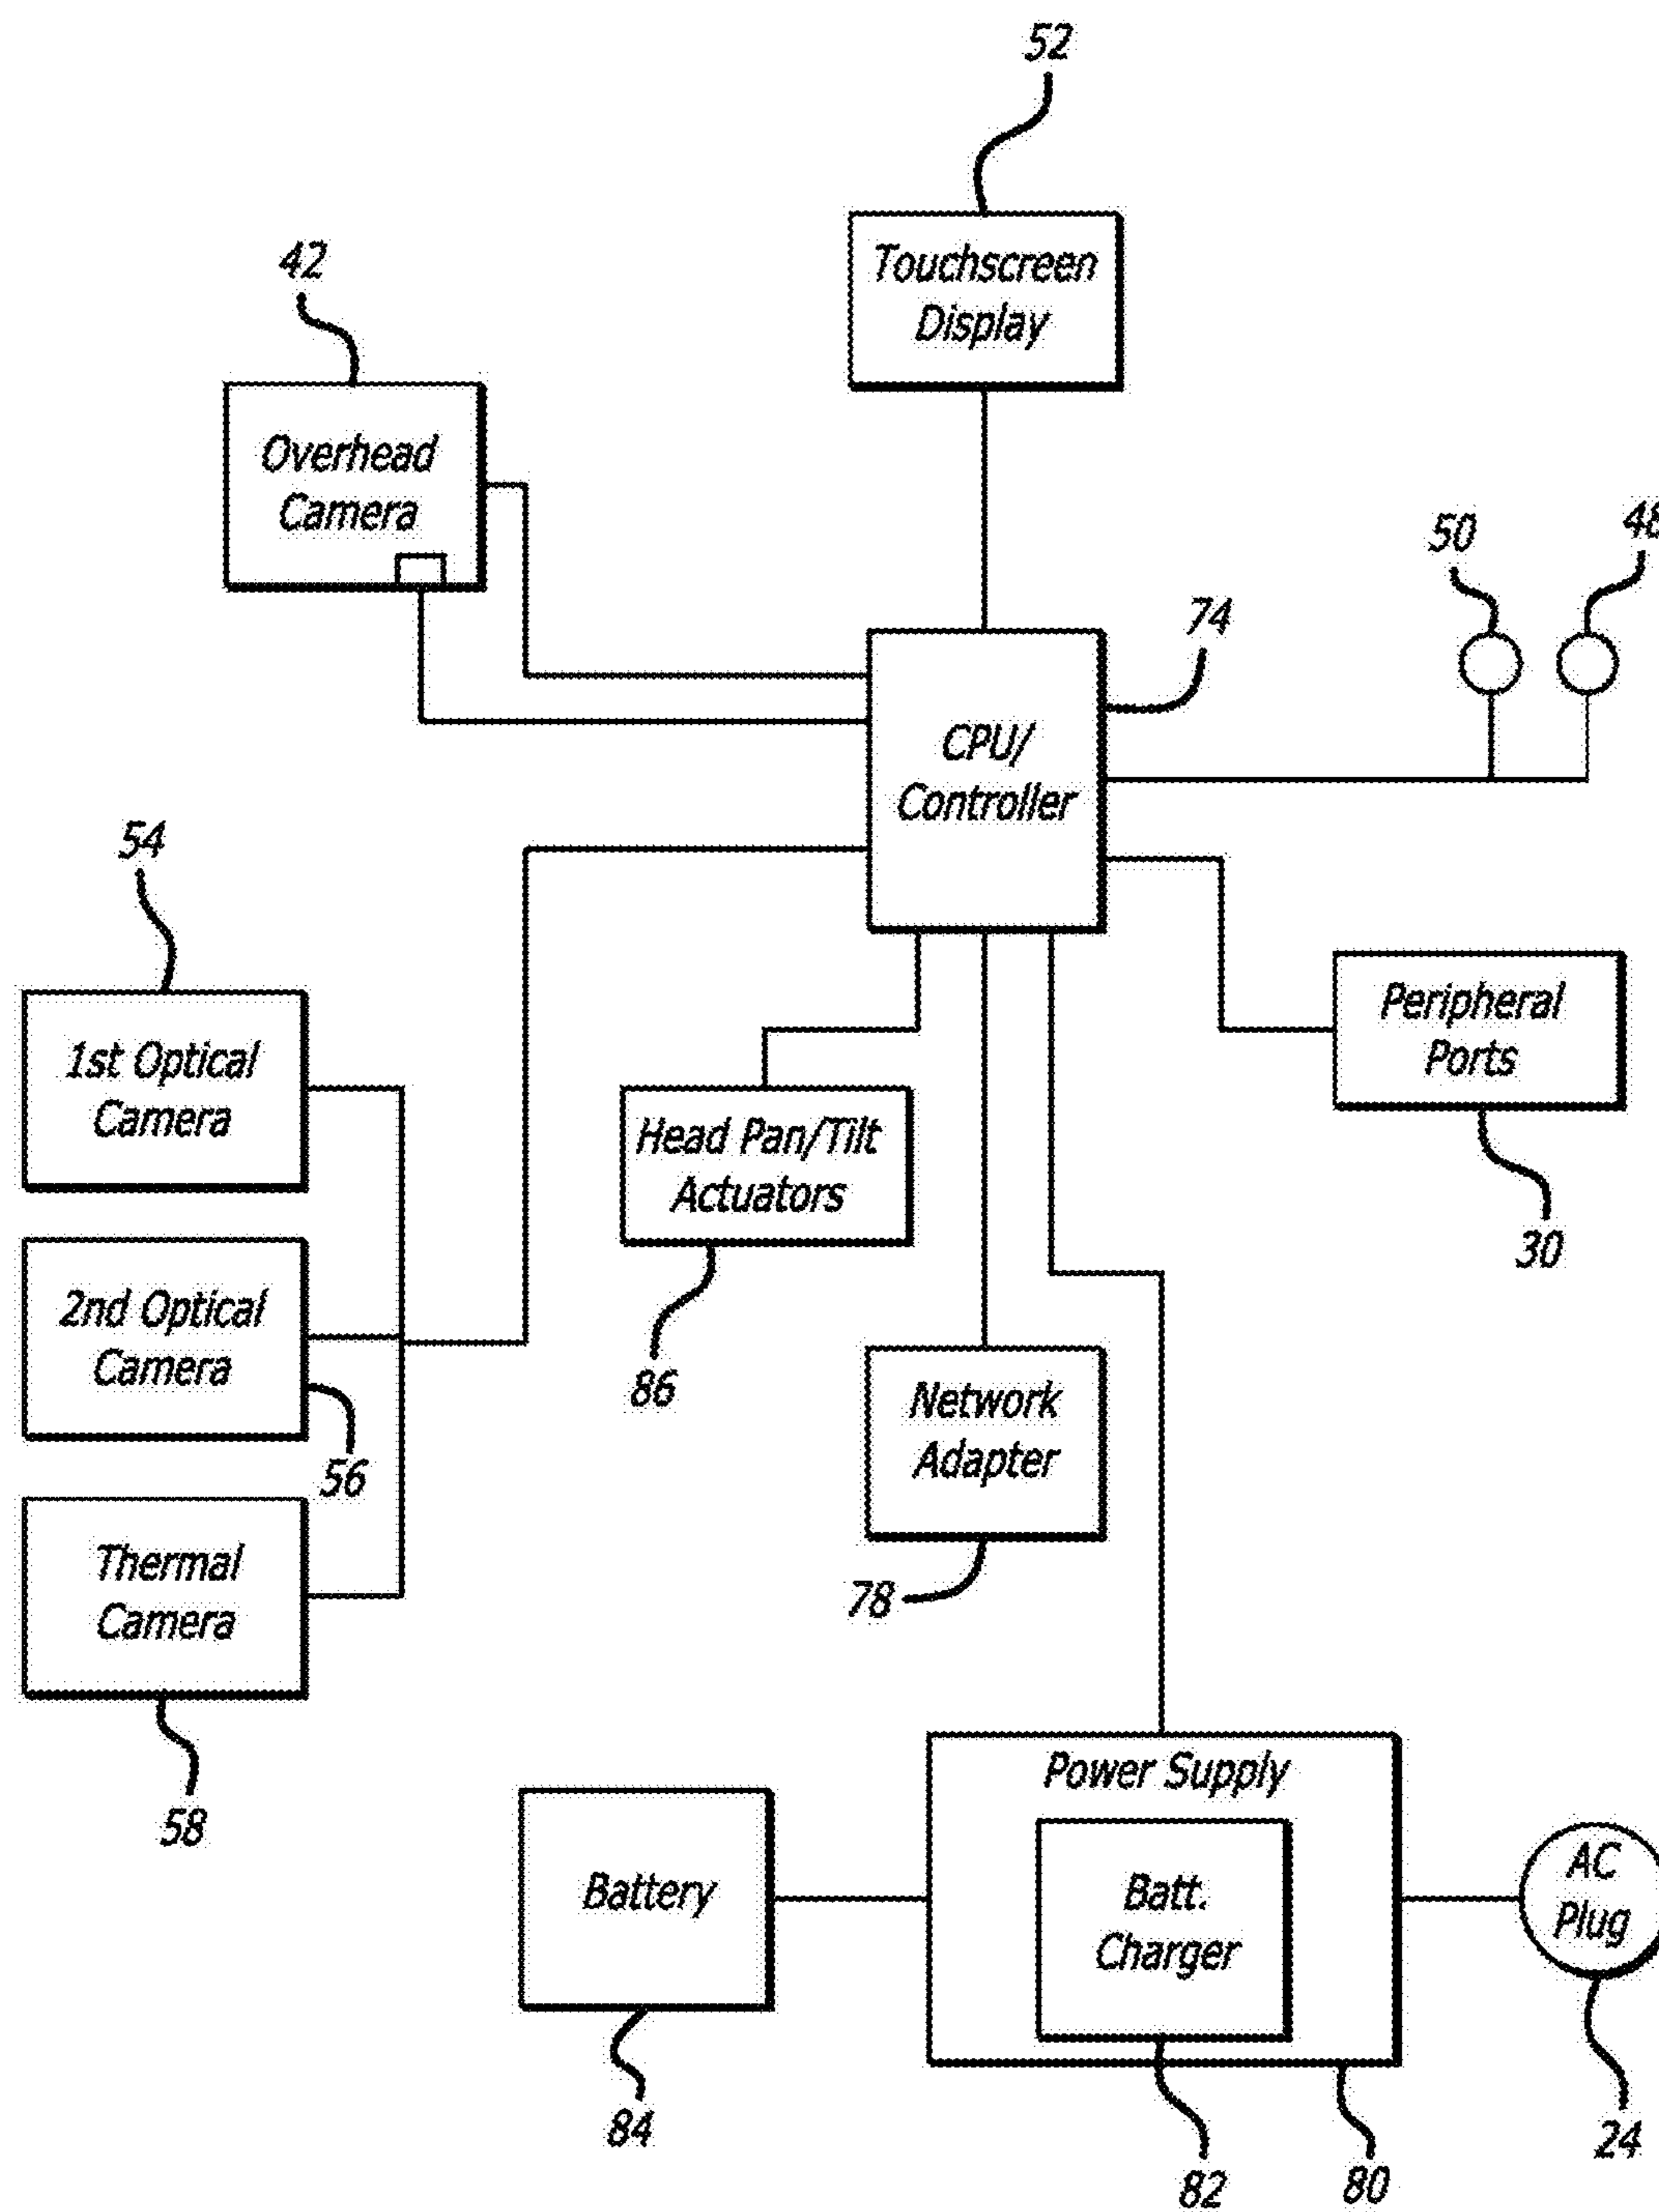 52
Touchscreen
Display
42
Overhead
Camera
50
48
74
CPU/
Controller
54
1st Optical
Camera
Peripheral
Ports
30
Head Pan/Tilt
Actuators
86
2nd Optical
Camera
56
Network
Adapter
78
Thermal
Camera
58
Power Supply
Battery
84
Batt.
Charger
82
80
AC
Plug
24